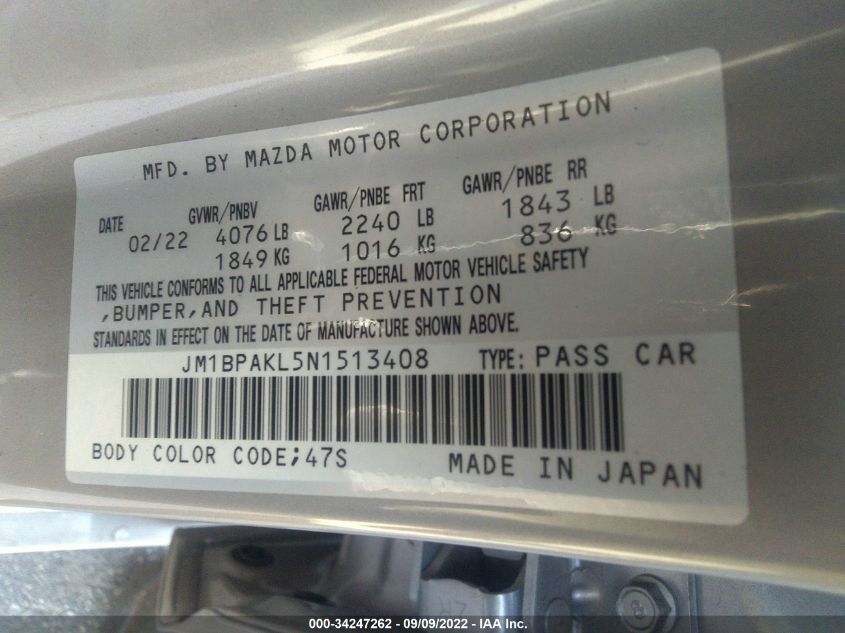 MFD. BY MAZDA MOTOR CORPORATION
DATE GVWR/PNBV GAWR/PNBE FRT GAWR/PNBE RR
02/22 4076 LB 2240 LB 1843 LB
1849 KG 1016 KG 836 KG
THIS VEHICLE CONFORMS TO ALL APPLICABLE FEDERAL MOTOR VEHICLE SAFETY
,BUMPER,AND THEFT PREVENTION
STANDARDS IN EFFECT ON THE DATE OF MANUFACTURE SHOWN ABOVE.
JM1BPAKL5N1513408 TYPE: PASS CAR
BODY COLOR CODE;47S MADE IN JAPAN
000-34247262 - 09/09/2022 - IAA Inc.